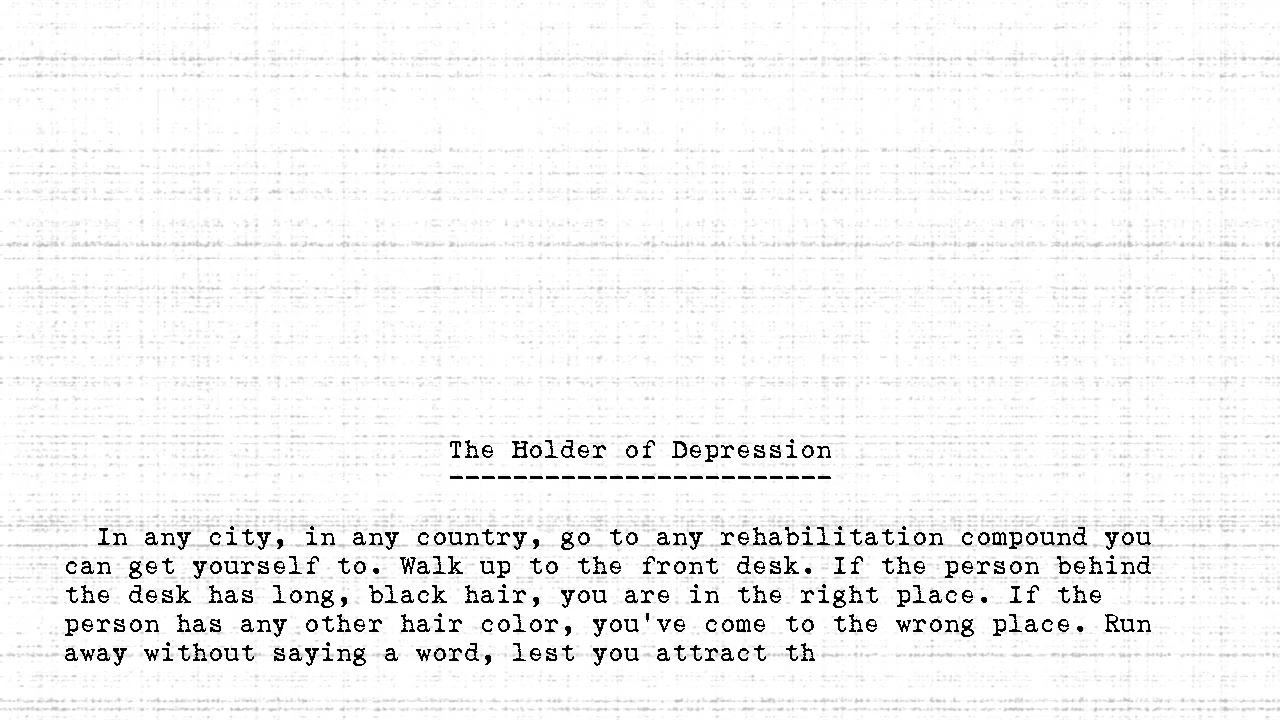 The Holder of Depression
------------------------
In any city, in any country, go to any rehabilitation compound you
can get yourself to. Walk up to the front desk. If the person behind
the desk has long, black hair, you are in the right place. If the
person has any other hair color, you've come to the wrong place. Run
away without saying a word, lest you attract th